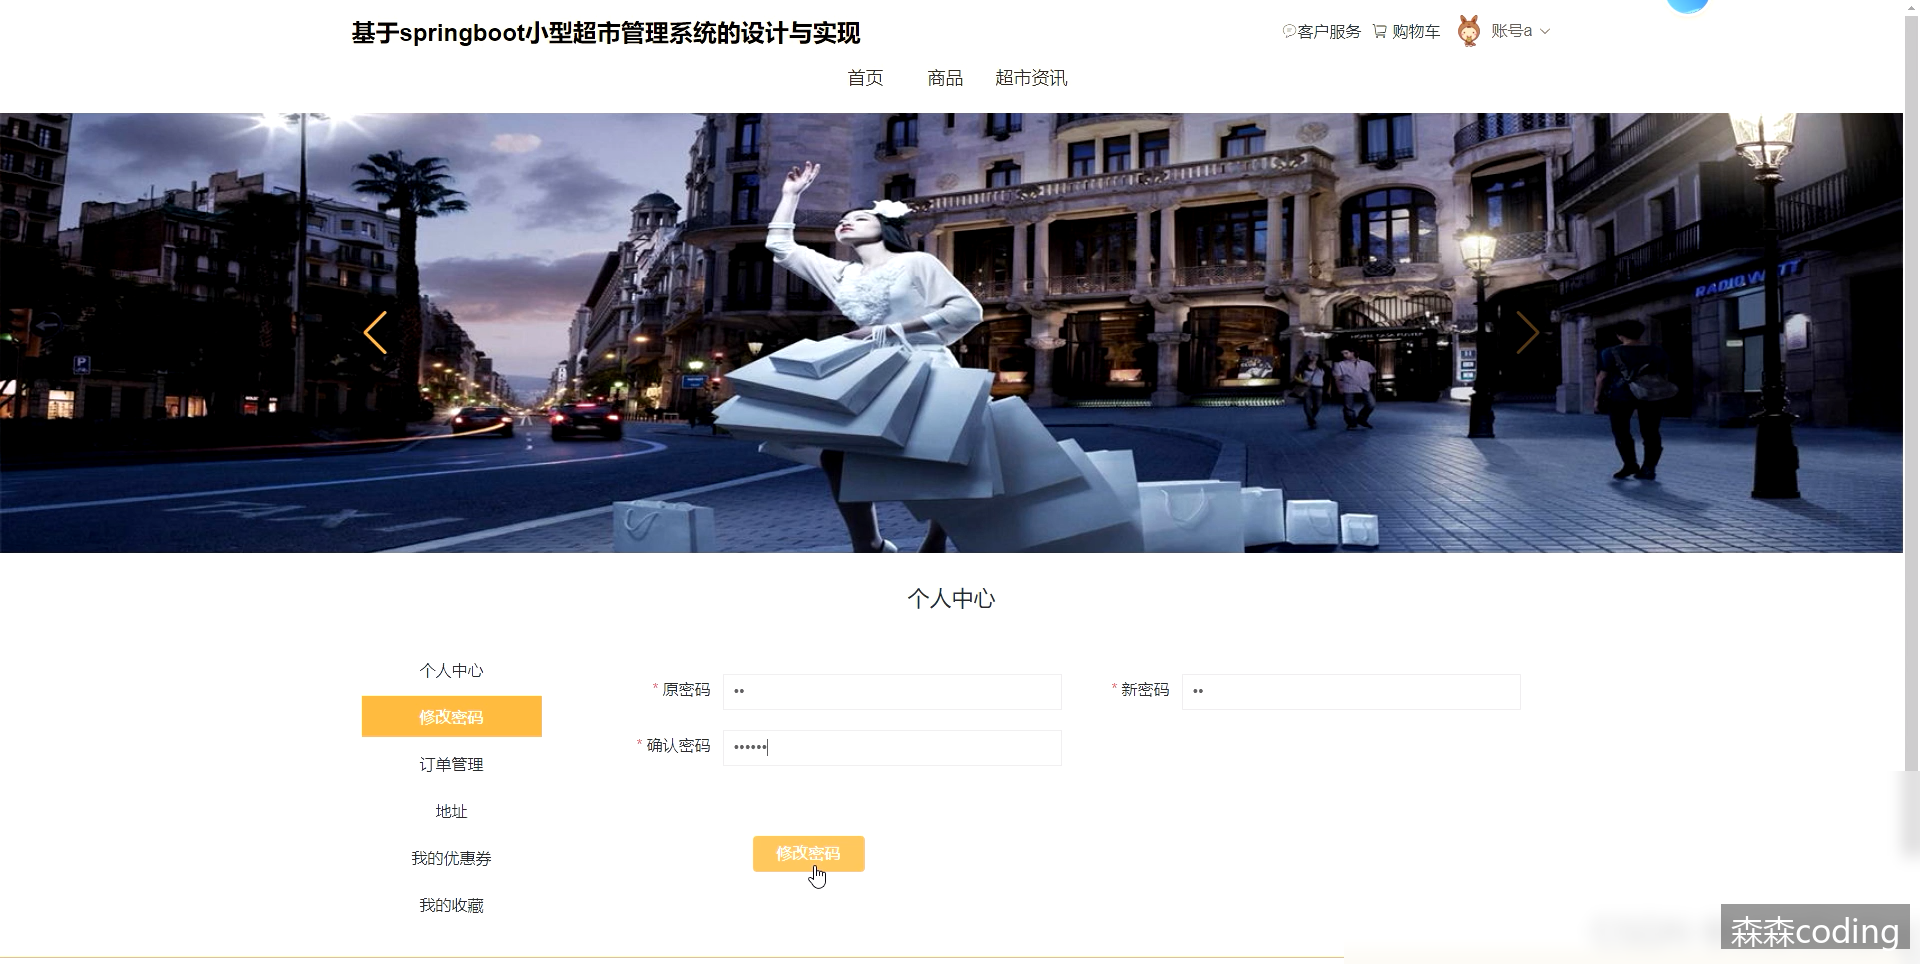 基于springboot小型超市管理系统的设计与实现
客户服务 购物车 账号a
首页 商品 超市资讯
P
RADIO WATT
个人中心
个人中心
修改密码
订单管理
地址
我的优惠券
我的收藏
* 原密码 ••
* 新密码 ••
* 确认密码 ••••••
修改密码
森森coding